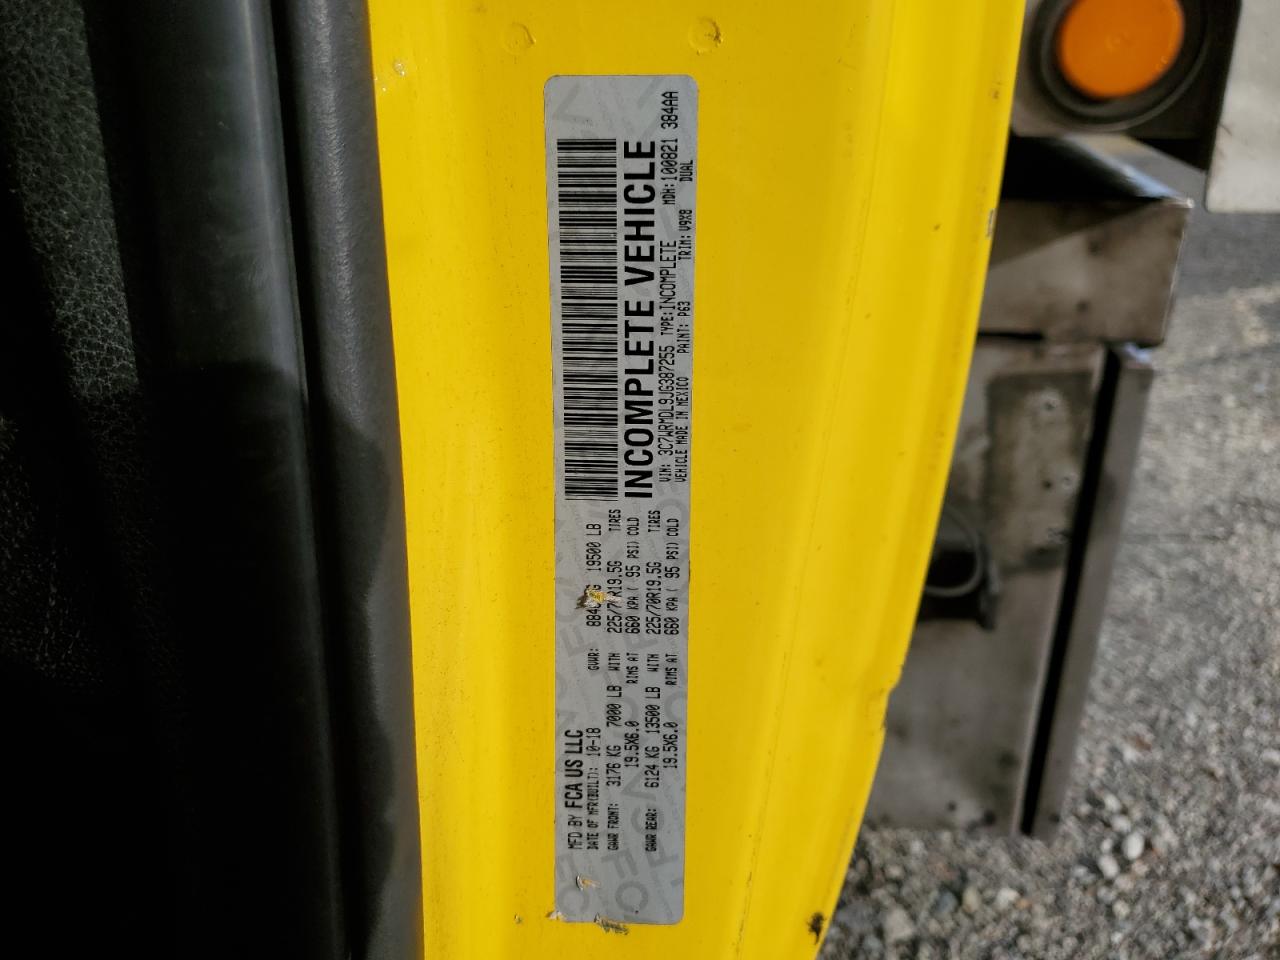 MFD BY FCA US LLC
DATE OF MFR(BUILT): 10-18 GVWR: 19500 LB
GAWR FRONT: 3176 KG 7000 LB WITH 225/70R19.5G TIRES
19.5X6.0 RIMS AT 660 KPA ( 95 PSI) COLD
GAWR REAR: 6124 KG 13500 LB WITH 225/70R19.5G TIRES
19.5X6.0 RIMS AT 660 KPA ( 95 PSI) COLD
INCOMPLETE VEHICLE
VIN: 3C7WRMDL9JG387255 TYPE:INCOMPLETE MDH:100821 384AA
VEHICLE MADE IN MEXICO PAINT: P63 TRIM: V9X8 DUAL